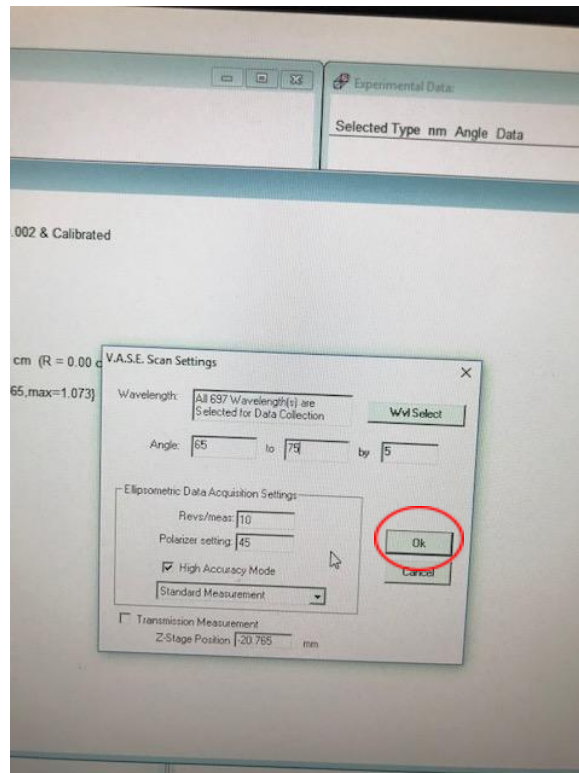 Experimental Data:
Selected Type nm Angle Data
.002 & Calibrated
cm (R = 0.00 c
65,max=1.073)
V.A.S.E. Scan Settings
Wavelength: All 697 Wavelength(s) are
Selected for Data Collection
Wvl Select
Angle: 65 to 75 by 5
Ellipsometric Data Acquisition Settings
Revs/meas: 10
Polarizer setting: 45
High Accuracy Mode
Standard Measurement
Ok
Cancel
Transmission Measurement
Z-Stage Position -20.765 mm